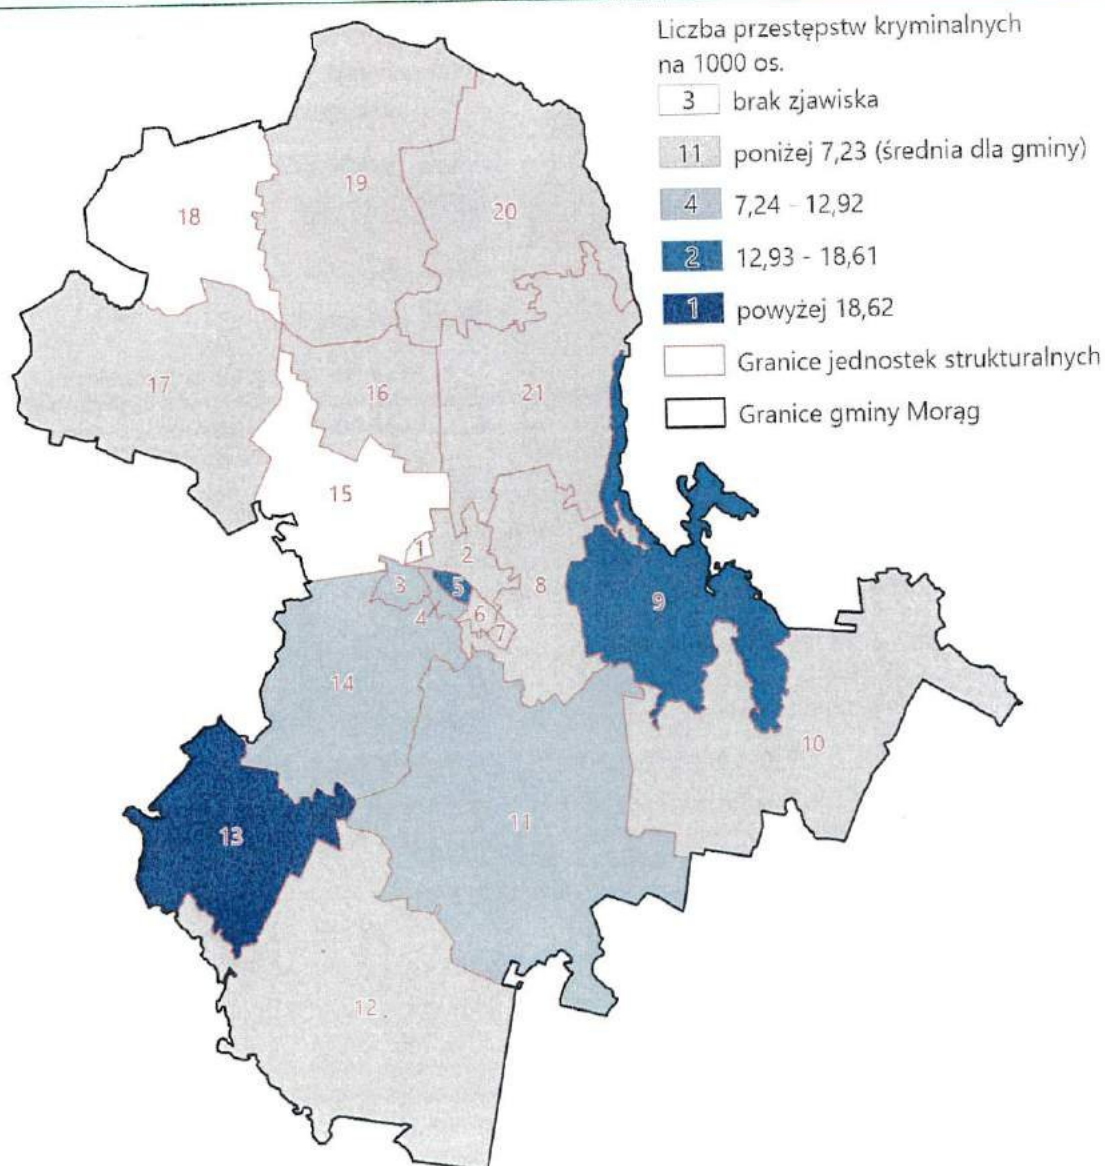 Liczba przestępstw kryminalnych
na 1000 os.
3 brak zjawiska
11 poniżej 7,23 (średnia dla gminy)
4 7,24 - 12,92
2 12,93 - 18,61
1 powyżej 18,62
Granice jednostek strukturalnych
Granice gminy Morąg
19
18
20
17
16
21
15
1
2
3
5
8
4
6
7
9
14
10
11
13
12